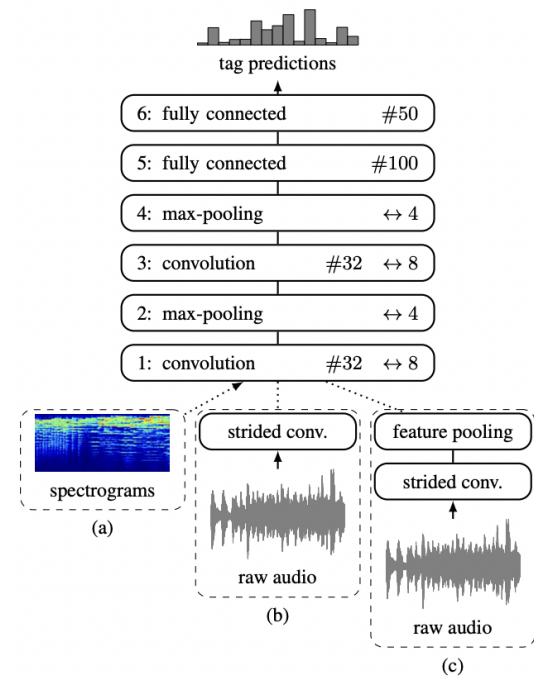 tag predictions
6: fully connected #50
5: fully connected #100
4: max-pooling ↔ 4
3: convolution #32 ↔ 8
2: max-pooling ↔ 4
1: convolution #32 ↔ 8
spectrograms
(a)
strided conv.
raw audio
(b)
feature pooling
strided conv.
raw audio
(c)